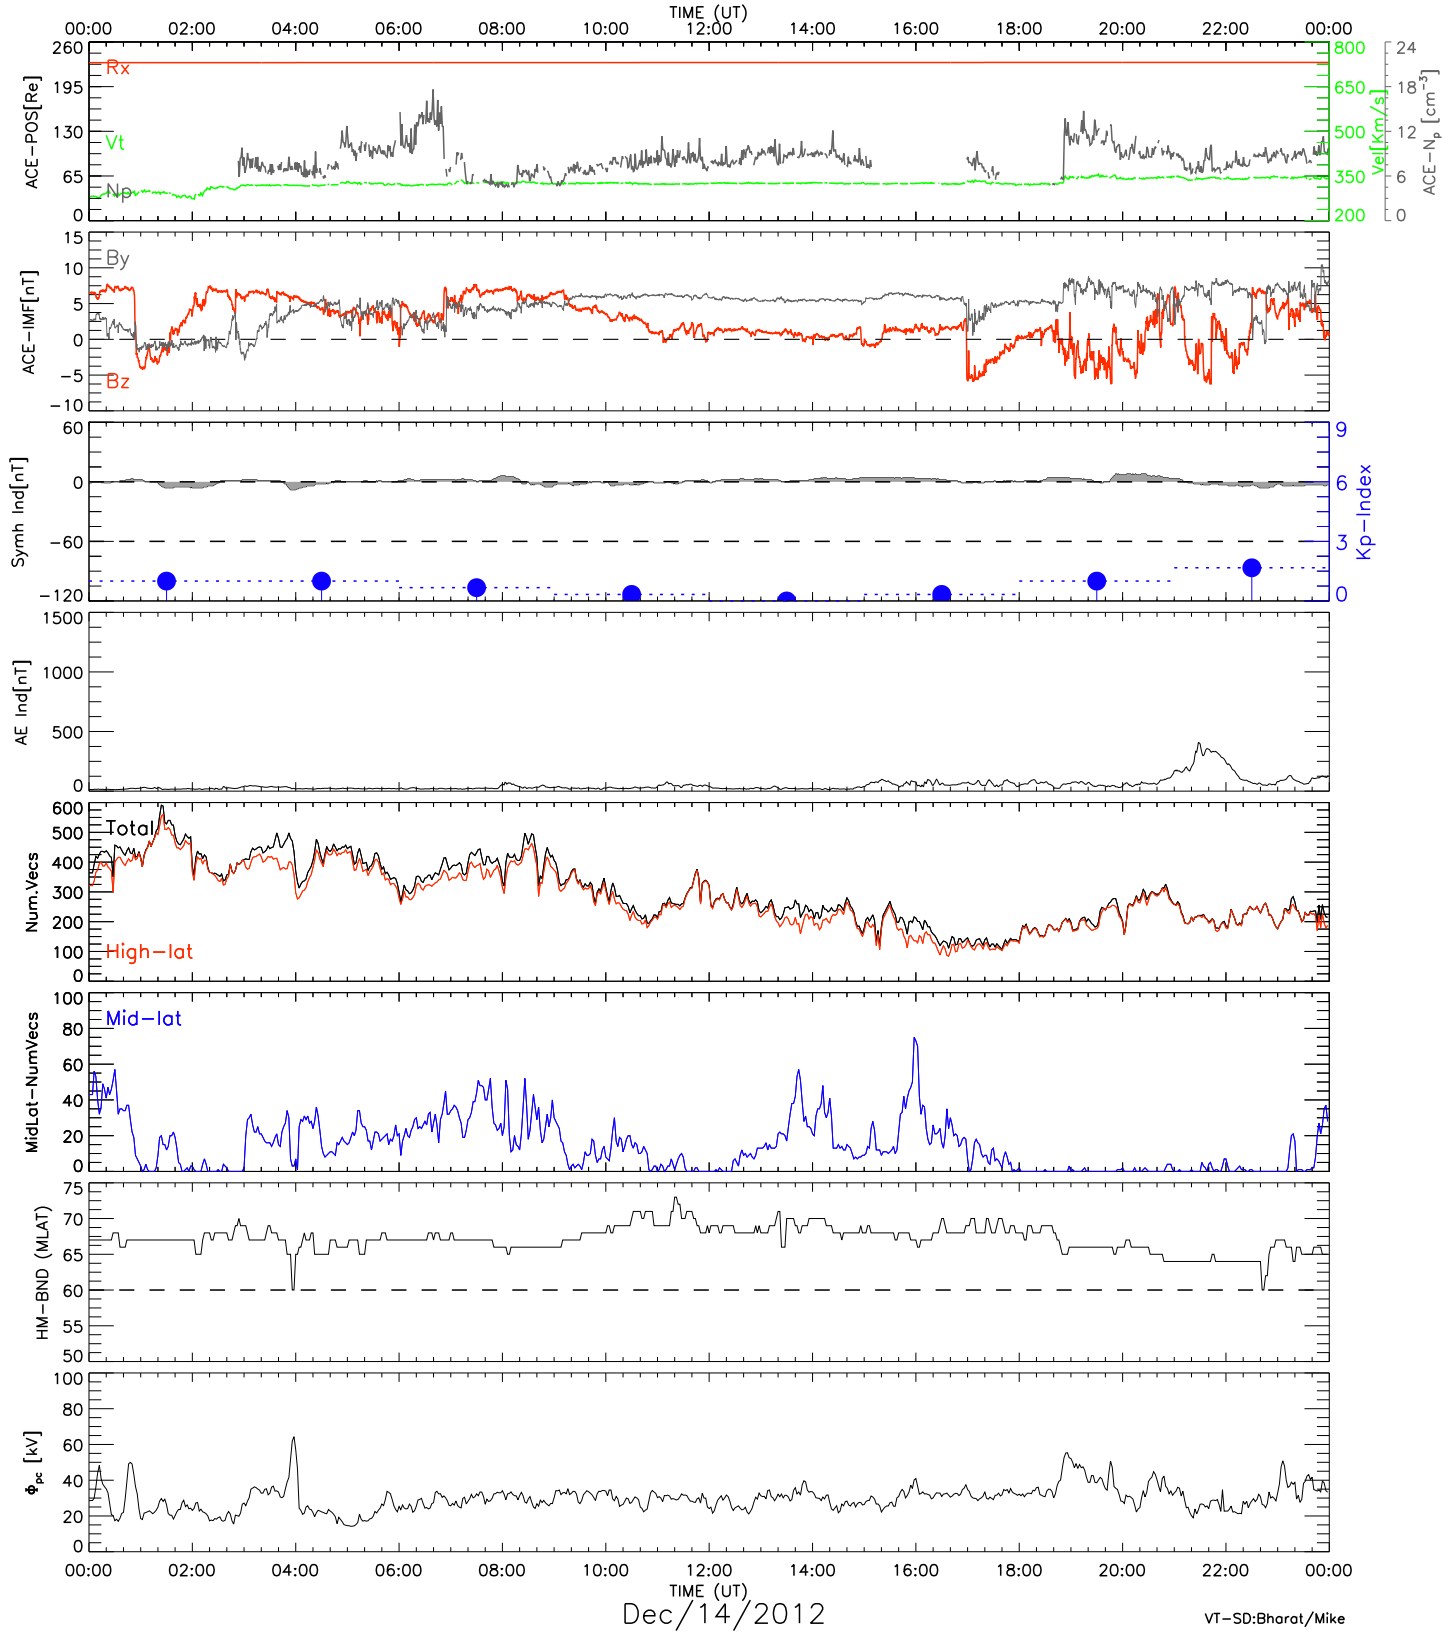 TIME (UT)
00:00 02:00 04:00 06:00 08:00 10:00 12:00 14:00 16:00 18:00 20:00 22:00 00:00
ACE-POS[Re]
260
195
130
65
0
Rx
Vt
Np
800
650
500
350
200
Vel[Km/s]
24
18
12
6
0
ACE-Np [cm-3]
ACE-IMF[nT]
15
10
5
0
-5
-10
By
Bz
Symh Ind[nT]
60
0
-60
-120
9
6
3
0
Kp-Index
AE Ind[nT]
1500
1000
500
0
Num.Vecs
600
500
400
300
200
100
0
Total
High-lat
MidLat-NumVecs
100
80
60
40
20
0
Mid-lat
HM-BND (MLAT)
75
70
65
60
55
50
Φpc [kV]
100
80
60
40
20
0
00:00 02:00 04:00 06:00 08:00 10:00 12:00 14:00 16:00 18:00 20:00 22:00 00:00
TIME (UT)
Dec/14/2012
VT-SD:Bharat/Mike